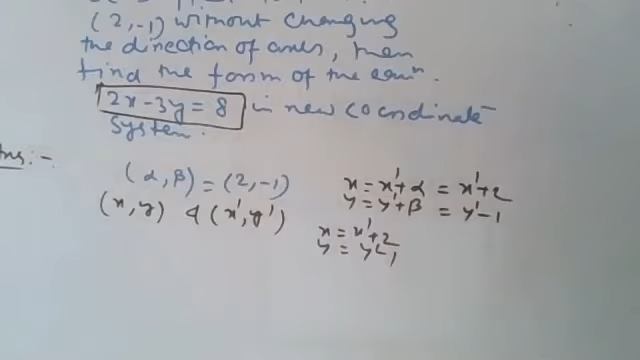 (2,-1) without changing
the direction of axes, then
find the form of the eqn.
2x-3y = 8 in new coordinate
system.
Ans:-
(α, β) = (2, -1)
x = x'+α = x'+2
(x, y) & (x', y')
y = y'+β = y'-1
x = x'+2
y = y'-1